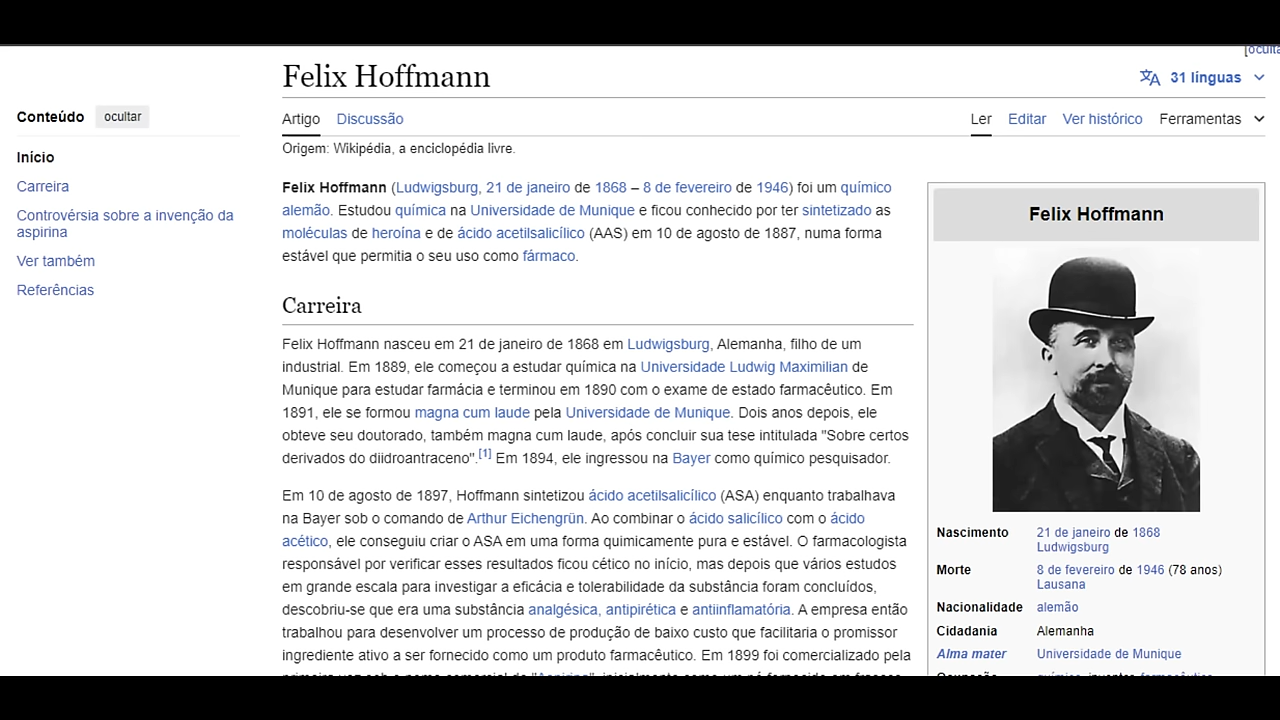 [oculta
Felix Hoffmann
31 línguas
Conteúdo
ocultar
Início
Carreira
Controvérsia sobre a invenção da
aspirina
Ver também
Referências
Artigo
Discussão
Ler
Editar
Ver histórico
Ferramentas
Origem: Wikipédia, a enciclopédia livre.
Felix Hoffmann (Ludwigsburg, 21 de janeiro de 1868 – 8 de fevereiro de 1946) foi um químico
alemão. Estudou química na Universidade de Munique e ficou conhecido por ter sintetizado as
moléculas de heroína e de ácido acetilsalicílico (AAS) em 10 de agosto de 1887, numa forma
estável que permitia o seu uso como fármaco.
Carreira
Felix Hoffmann nasceu em 21 de janeiro de 1868 em Ludwigsburg, Alemanha, filho de um
industrial. Em 1889, ele começou a estudar química na Universidade Ludwig Maximilian de
Munique para estudar farmácia e terminou em 1890 com o exame de estado farmacêutico. Em
1891, ele se formou magna cum laude pela Universidade de Munique. Dois anos depois, ele
obteve seu doutorado, também magna cum laude, após concluir sua tese intitulada "Sobre certos
derivados do diidroantraceno".[1] Em 1894, ele ingressou na Bayer como químico pesquisador.
Em 10 de agosto de 1897, Hoffmann sintetizou ácido acetilsalicílico (ASA) enquanto trabalhava
na Bayer sob o comando de Arthur Eichengrün. Ao combinar o ácido salicílico com o ácido
acético, ele conseguiu criar o ASA em uma forma quimicamente pura e estável. O farmacologista
responsável por verificar esses resultados ficou cético no início, mas depois que vários estudos
em grande escala para investigar a eficácia e tolerabilidade da substância foram concluídos,
descobriu-se que era uma substância analgésica, antipirética e antiinflamatória. A empresa então
trabalhou para desenvolver um processo de produção de baixo custo que facilitaria o promissor
ingrediente ativo a ser fornecido como um produto farmacêutico. Em 1899 foi comercializado pela
Felix Hoffmann
Nascimento 21 de janeiro de 1868
Ludwigsburg
Morte 8 de fevereiro de 1946 (78 anos)
Lausana
Nacionalidade alemão
Cidadania Alemanha
Alma mater Universidade de Munique